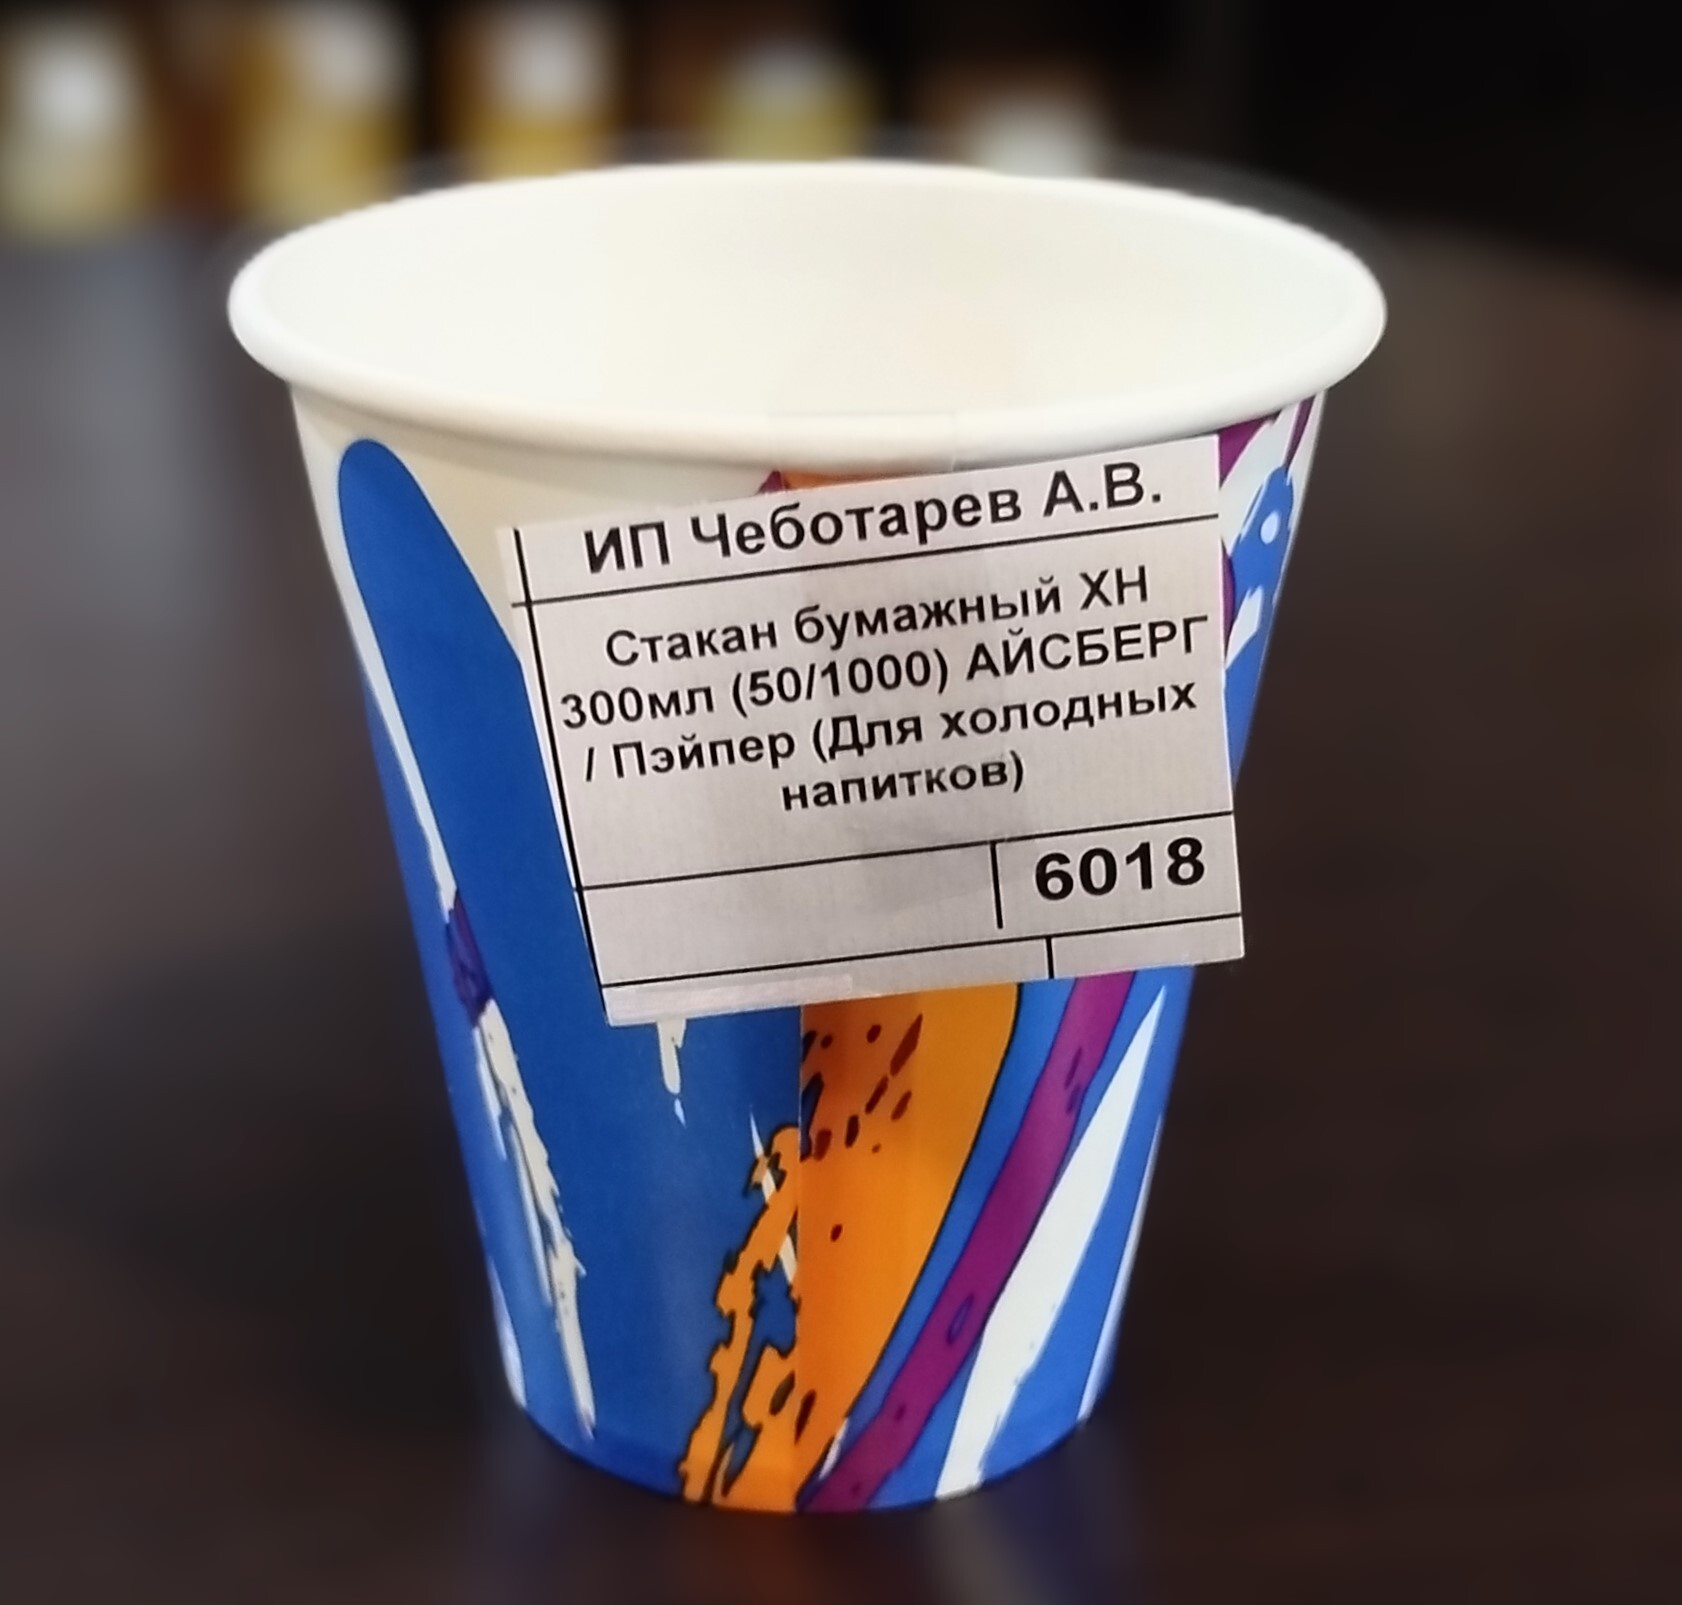 ИП Чеботарев А.В.
Стакан бумажный ХН
300мл (50/1000) АЙСБЕРГ
/ Пэйпер (Для холодных
напитков)
6018